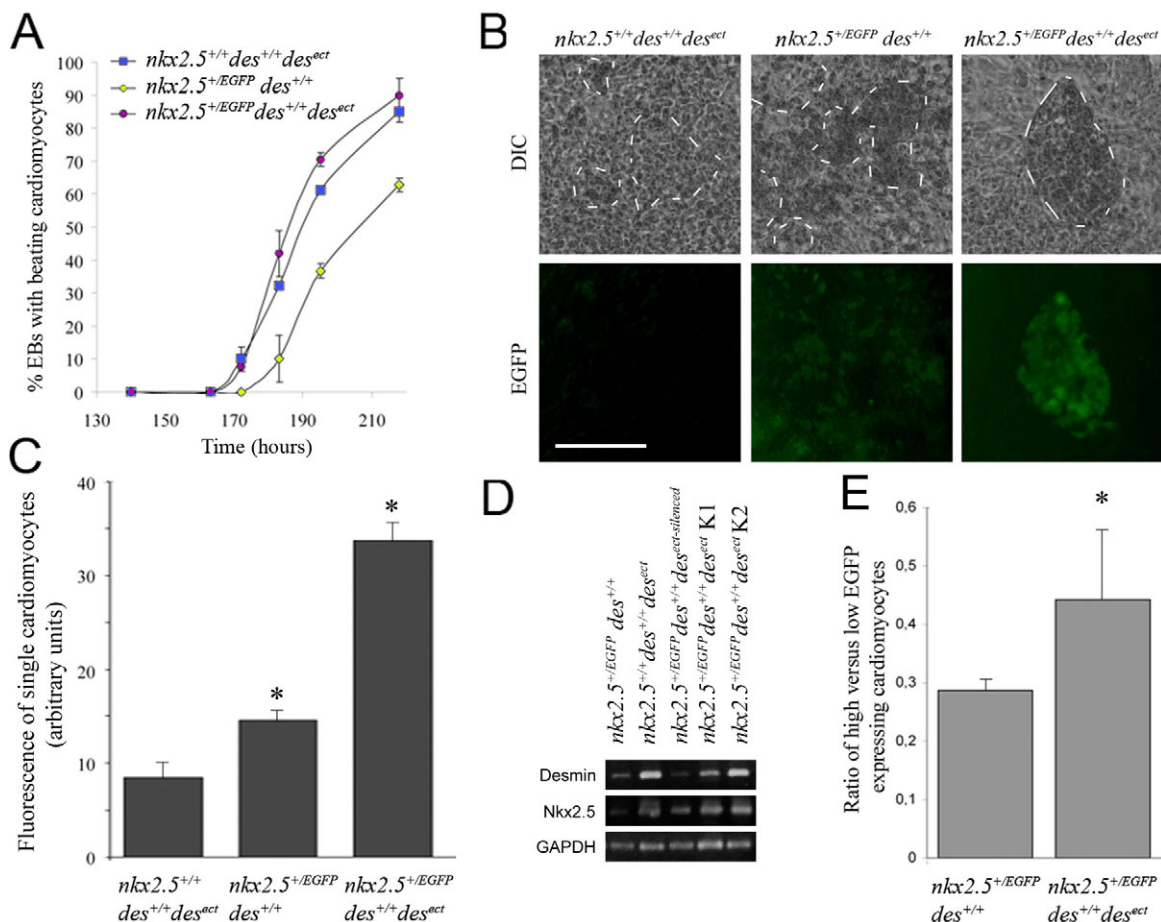 A
nkx2.5+/+des+/+desect
nkx2.5+/EGFP des+/+
nkx2.5+/EGFPdes+/+desect
% EBs with beating cardiomyocytes
100
90
80
70
60
50
40
30
20
10
0
130 150 170 190 210
Time (hours)
B
nkx2.5+/+des+/+desect nkx2.5+/EGFP des+/+ nkx2.5+/EGFPdes+/+desect
DIC
EGFP
C
Fluorescence of single cardiomyocytes
(arbitrary units)
40
30
20
10
0
*
*
nkx2.5+/+ nkx2.5+/EGFP nkx2.5+/EGFP
des+/+desect des+/+ des+/+desect
D
nkx2.5+/EGFP des+/+
nkx2.5+/+des+/+desect
nkx2.5+/EGFPdes+/+desect-silenced
nkx2.5+/EGFPdes+/+desect K1
nkx2.5+/EGFPdes+/+desect K2
Desmin
Nkx2.5
GAPDH
E
Ratio of high versus low EGFP
expressing cardiomyocytes
0,6
0,5
0,4
0,3
0,2
0,1
0
*
nkx2.5+/EGFP nkx2.5+/EGFP
des+/+ des+/+desect